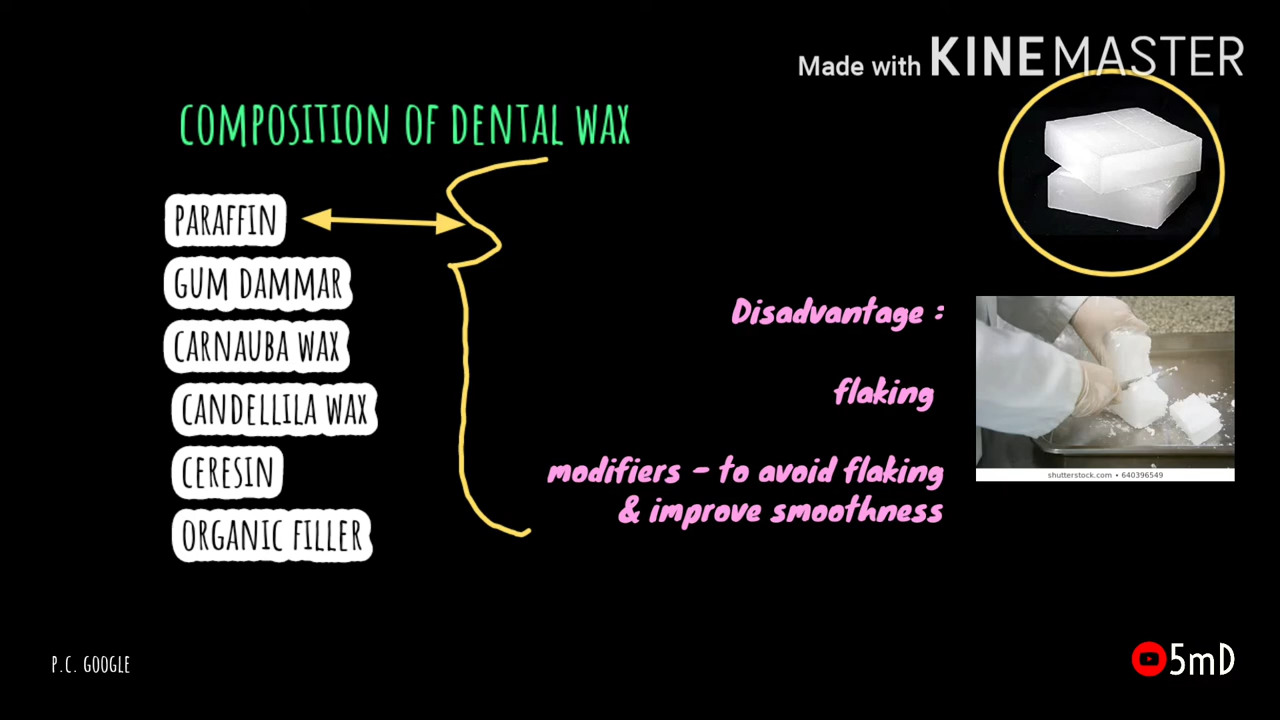 Made with KINEMASTER
COMPOSITION OF DENTAL WAX
PARAFFIN
GUM DAMMAR
CARNAUBA WAX
CANDELLILA WAX
CERESIN
ORGANIC FILLER
Disadvantage :
flaking
modifiers - to avoid flaking
& improve smoothness
shutterstock.com • 640396549
P.C. GOOGLE
5mD